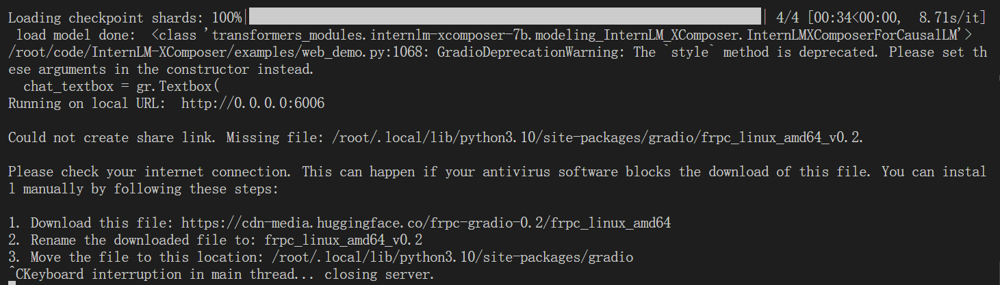 Loading checkpoint shards: 100%|██████████| 4/4 [00:34<00:00,  8.71s/it]
 load model done:  <class 'transformers_modules.internlm-xcomposer-7b.modeling_InternLM_XComposer.InternLMXComposerForCausalLM'>
/root/code/InternLM-XComposer/examples/web_demo.py:1068: GradioDeprecationWarning: The `style` method is deprecated. Please set th
ese arguments in the constructor instead.
  chat_textbox = gr.Textbox(
Running on local URL:  http://0.0.0.0:6006
Could not create share link. Missing file: /root/.local/lib/python3.10/site-packages/gradio/frpc_linux_amd64_v0.2.
Please check your internet connection. This can happen if your antivirus software blocks the download of this file. You can instal
l manually by following these steps:
1. Download this file: https://cdn-media.huggingface.co/frpc-gradio-0.2/frpc_linux_amd64
2. Rename the downloaded file to: frpc_linux_amd64_v0.2
3. Move the file to this location: /root/.local/lib/python3.10/site-packages/gradio
^CKeyboard interruption in main thread... closing server.